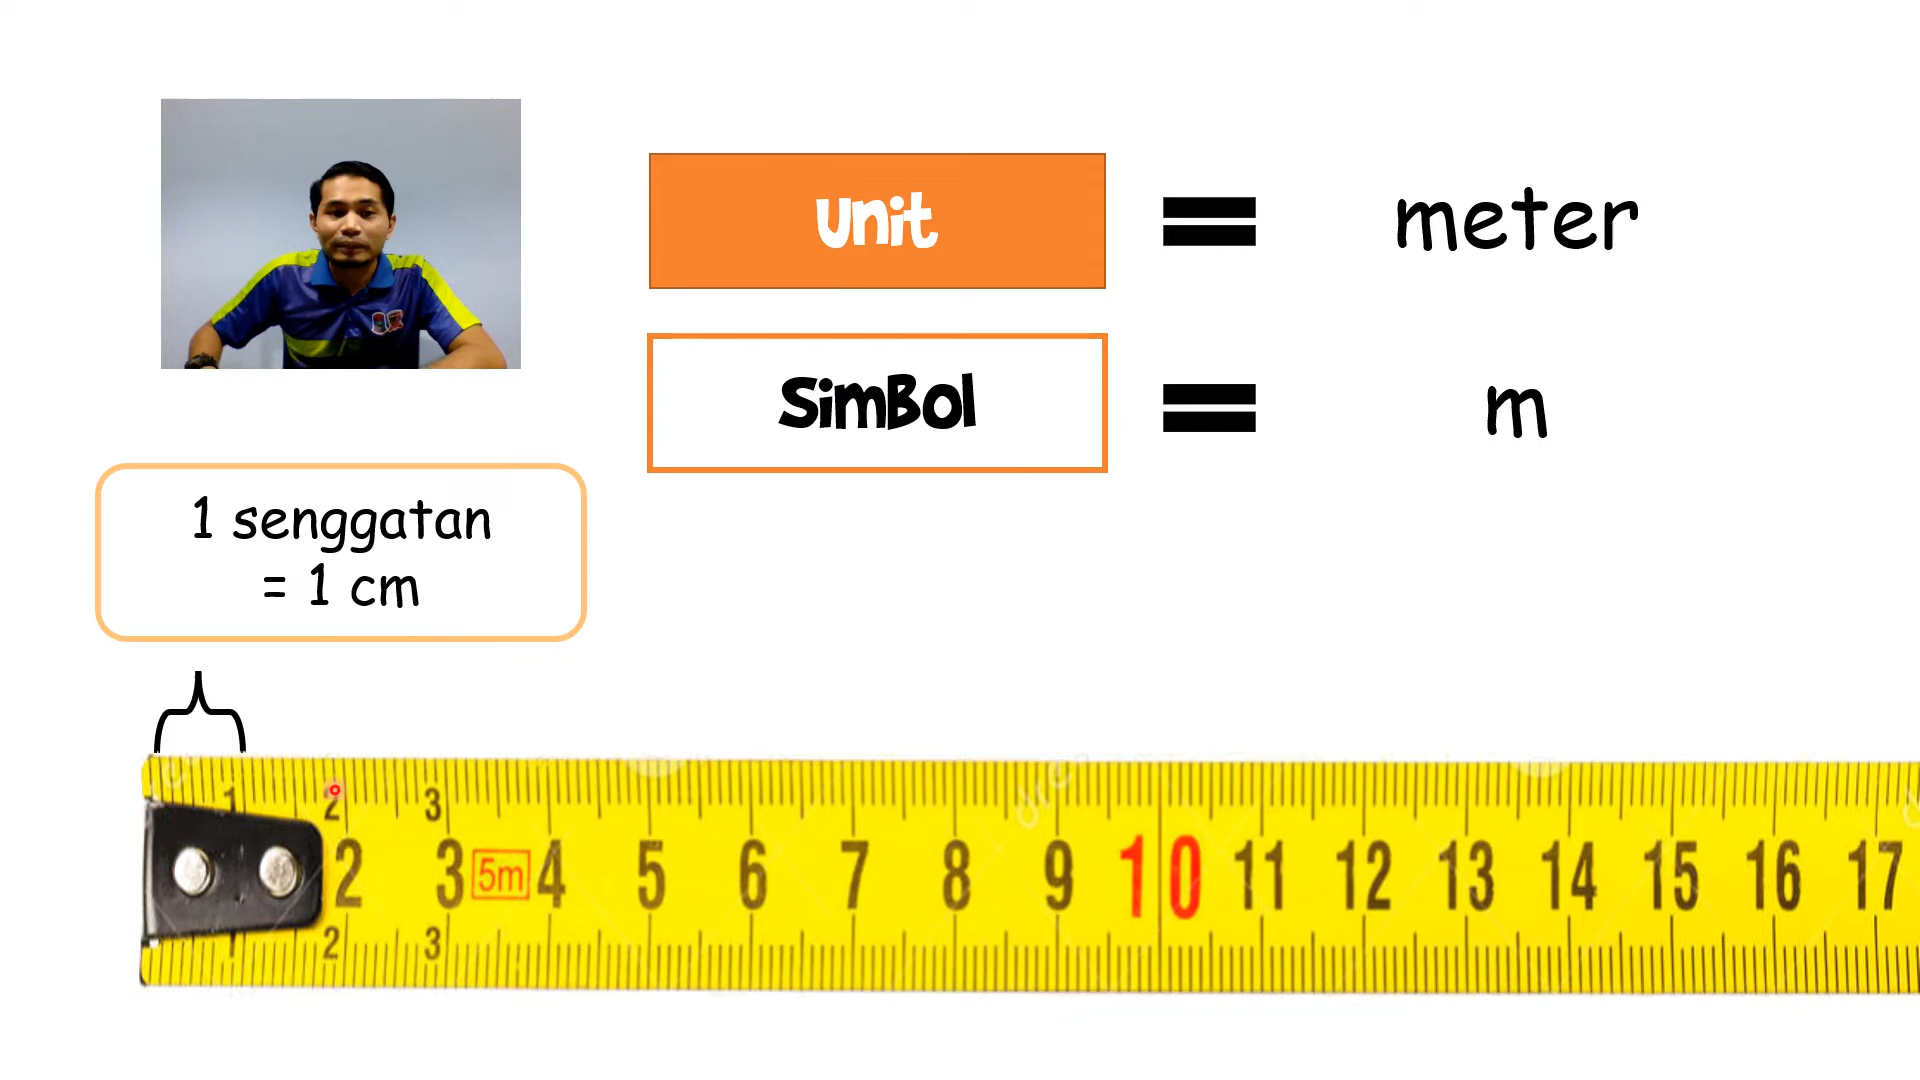 Unit = meter
SimBol = m
1 senggatan
= 1 cm
1 2 3
2 3 5m 4 5 6 7 8 9 10 11 12 13 14 15 16 17
1 2 3